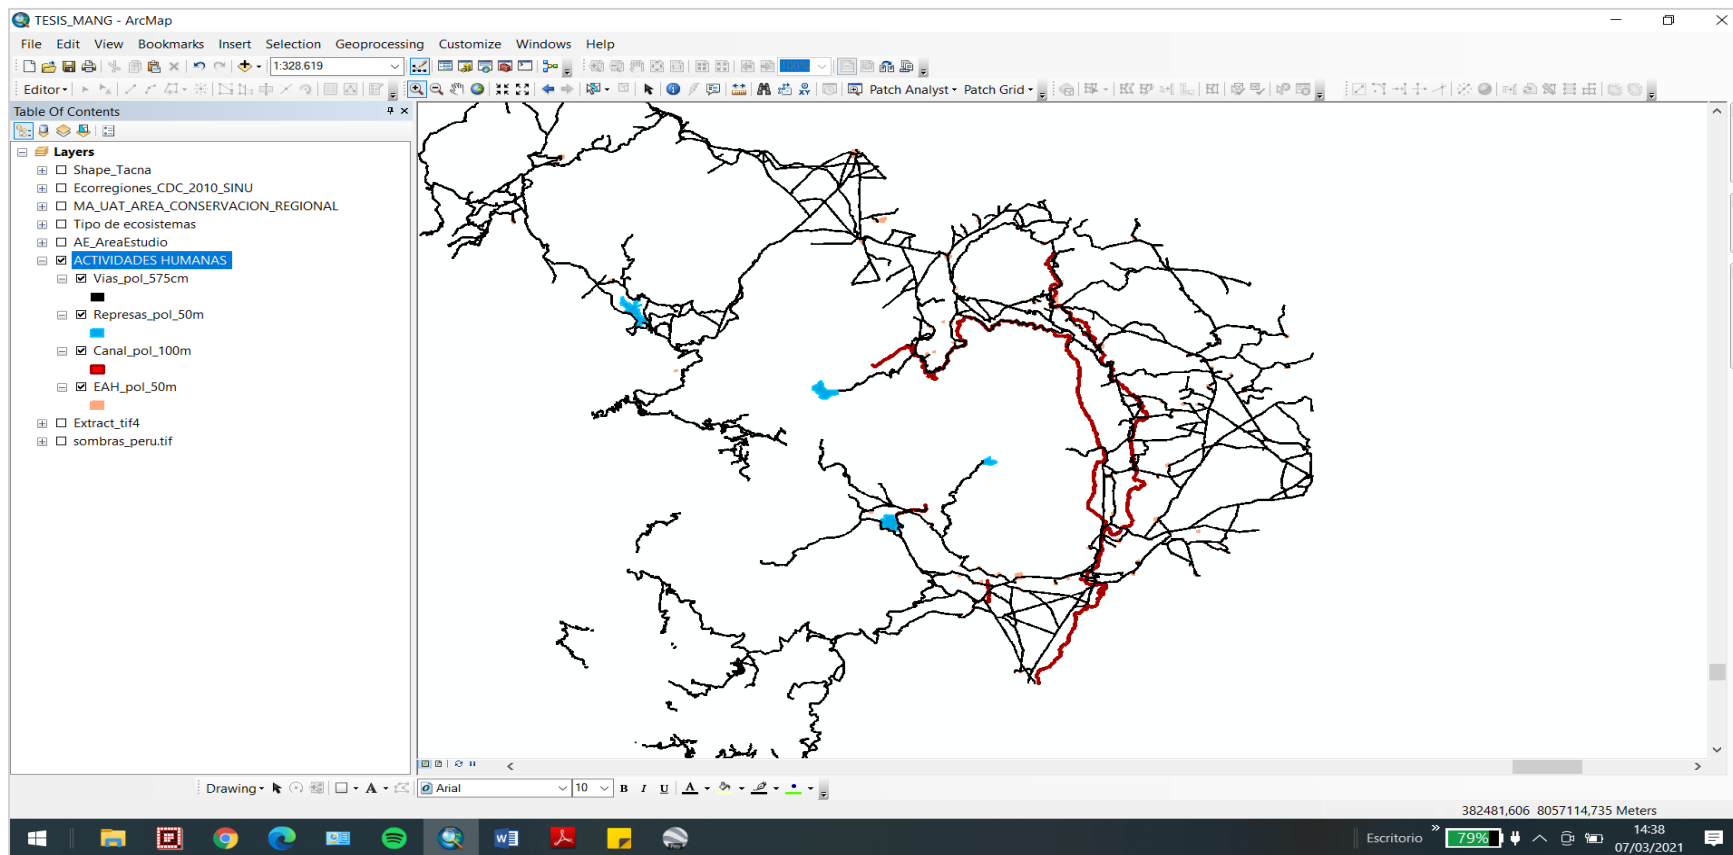 TESIS_MANG - ArcMap
File Edit View Bookmarks Insert Selection Geoprocessing Customize Windows Help
1:328.619
100%
Editor
Patch Analyst
Patch Grid
Table Of Contents
Layers
Shape_Tacna
Ecorregiones_CDC_2010_SINU
MA_UAT_AREA_CONSERVACION_REGIONAL
Tipo de ecosistemas
AE_AreaEstudio
ACTIVIDADES HUMANAS
Vias_pol_575cm
Represas_pol_50m
Canal_pol_100m
EAH_pol_50m
Extract_tif4
sombras_peru.tif
Drawing A Arial 10 B I U A
382481,606 8057114,735 Meters
Escritorio » 79% 14:38
07/03/2021